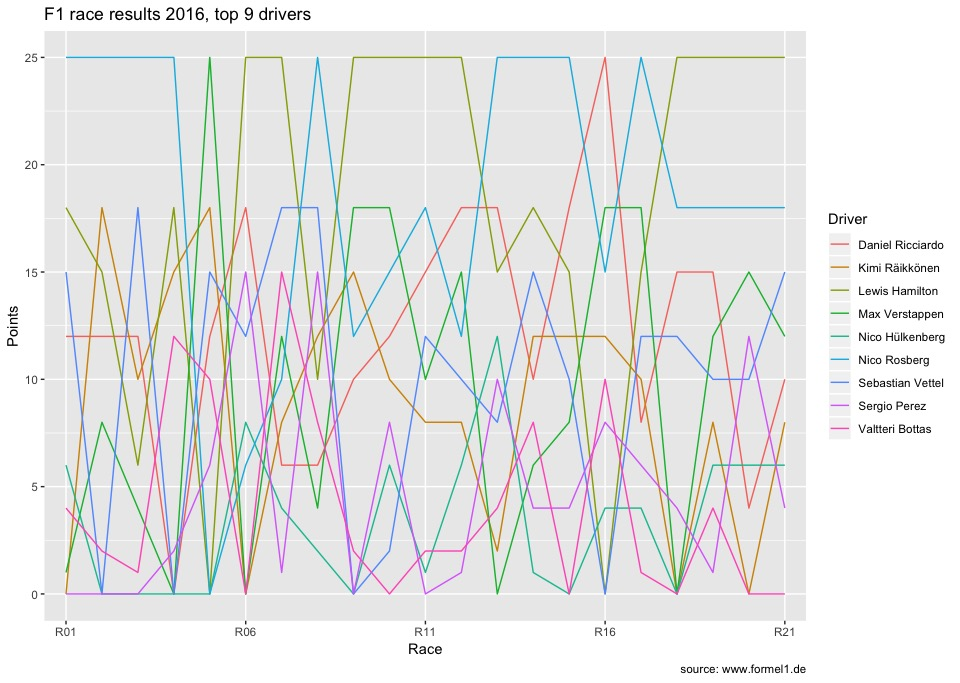 F1 race results 2016, top 9 drivers
25
20
15
10
5
0
Points
R01 R06 R11 R16 R21
Race
Driver
Daniel Ricciardo
Kimi Räikkönen
Lewis Hamilton
Max Verstappen
Nico Hülkenberg
Nico Rosberg
Sebastian Vettel
Sergio Perez
Valtteri Bottas
source: www.formel1.de